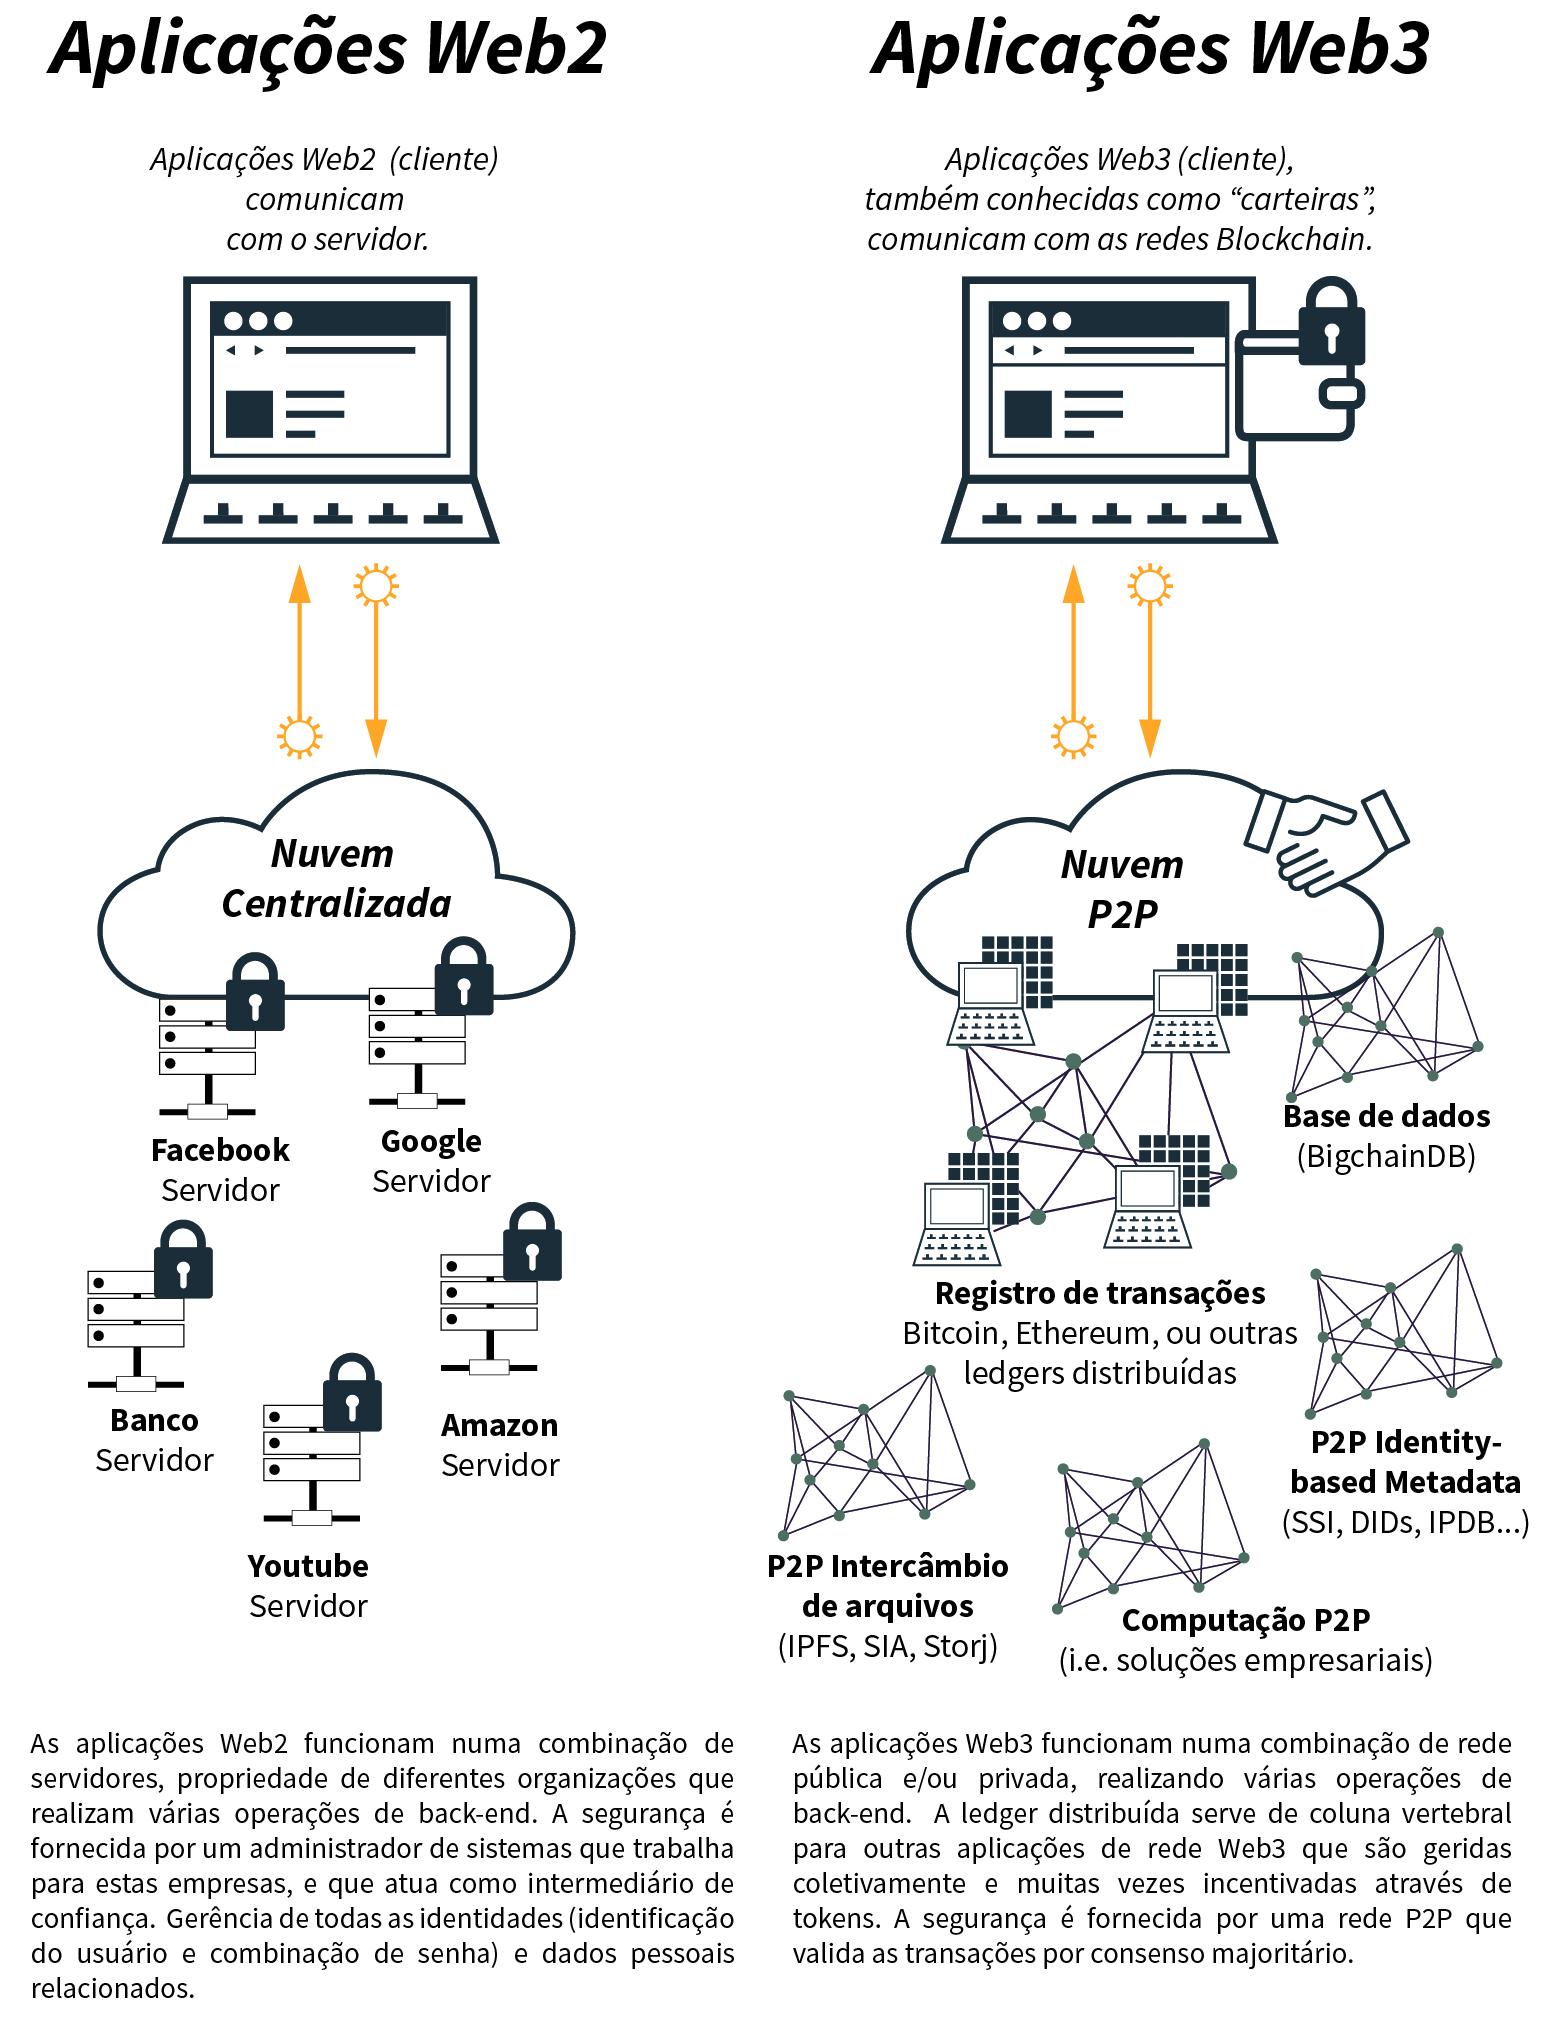 Aplicações Web2
Aplicações Web2 (cliente)
comunicam
com o servidor.
Nuvem
Centralizada
Facebook
Servidor
Google
Servidor
Banco
Servidor
Amazon
Servidor
Youtube
Servidor
As aplicações Web2 funcionam numa combinação de
servidores, propriedade de diferentes organizações que
realizam várias operações de back-end. A segurança é
fornecida por um administrador de sistemas que trabalha
para estas empresas, e que atua como intermediário de
confiança. Gerência de todas as identidades (identificação
do usuário e combinação de senha) e dados pessoais
relacionados.
Aplicações Web3
Aplicações Web3 (cliente),
também conhecidas como “carteiras”,
comunicam com as redes Blockchain.
Nuvem
P2P
Base de dados
(BigchainDB)
Registro de transações
Bitcoin, Ethereum, ou outras
ledgers distribuídas
P2P Identity-
based Metadata
(SSI, DIDs, IPDB...)
P2P Intercâmbio
de arquivos
(IPFS, SIA, Storj)
Computação P2P
(i.e. soluções empresariais)
As aplicações Web3 funcionam numa combinação de rede
pública e/ou privada, realizando várias operações de
back-end. A ledger distribuída serve de coluna vertebral
para outras aplicações de rede Web3 que são geridas
coletivamente e muitas vezes incentivadas através de
tokens. A segurança é fornecida por uma rede P2P que
valida as transações por consenso majoritário.